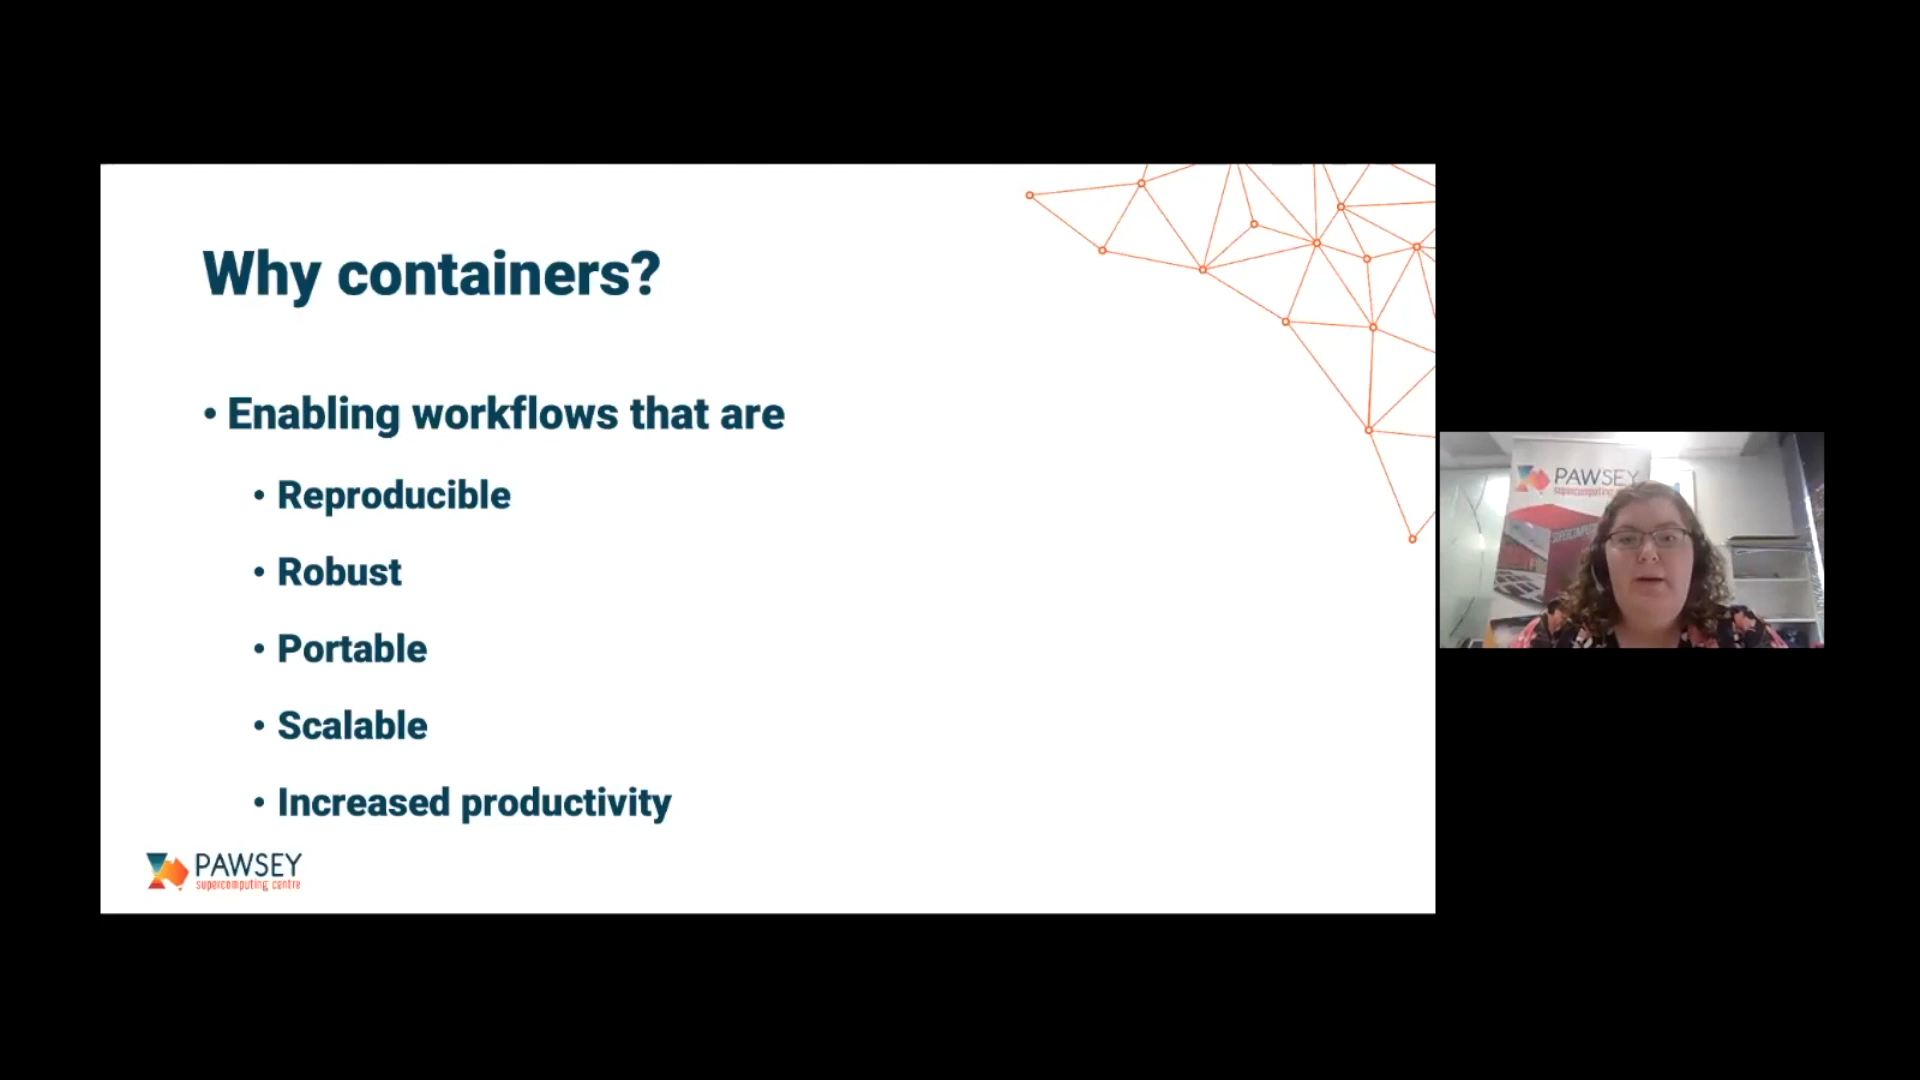 Why containers?
• Enabling workflows that are
• Reproducible
• Robust
• Portable
• Scalable
• Increased productivity
PAWSEY
supercomputing centre
PAWSEY